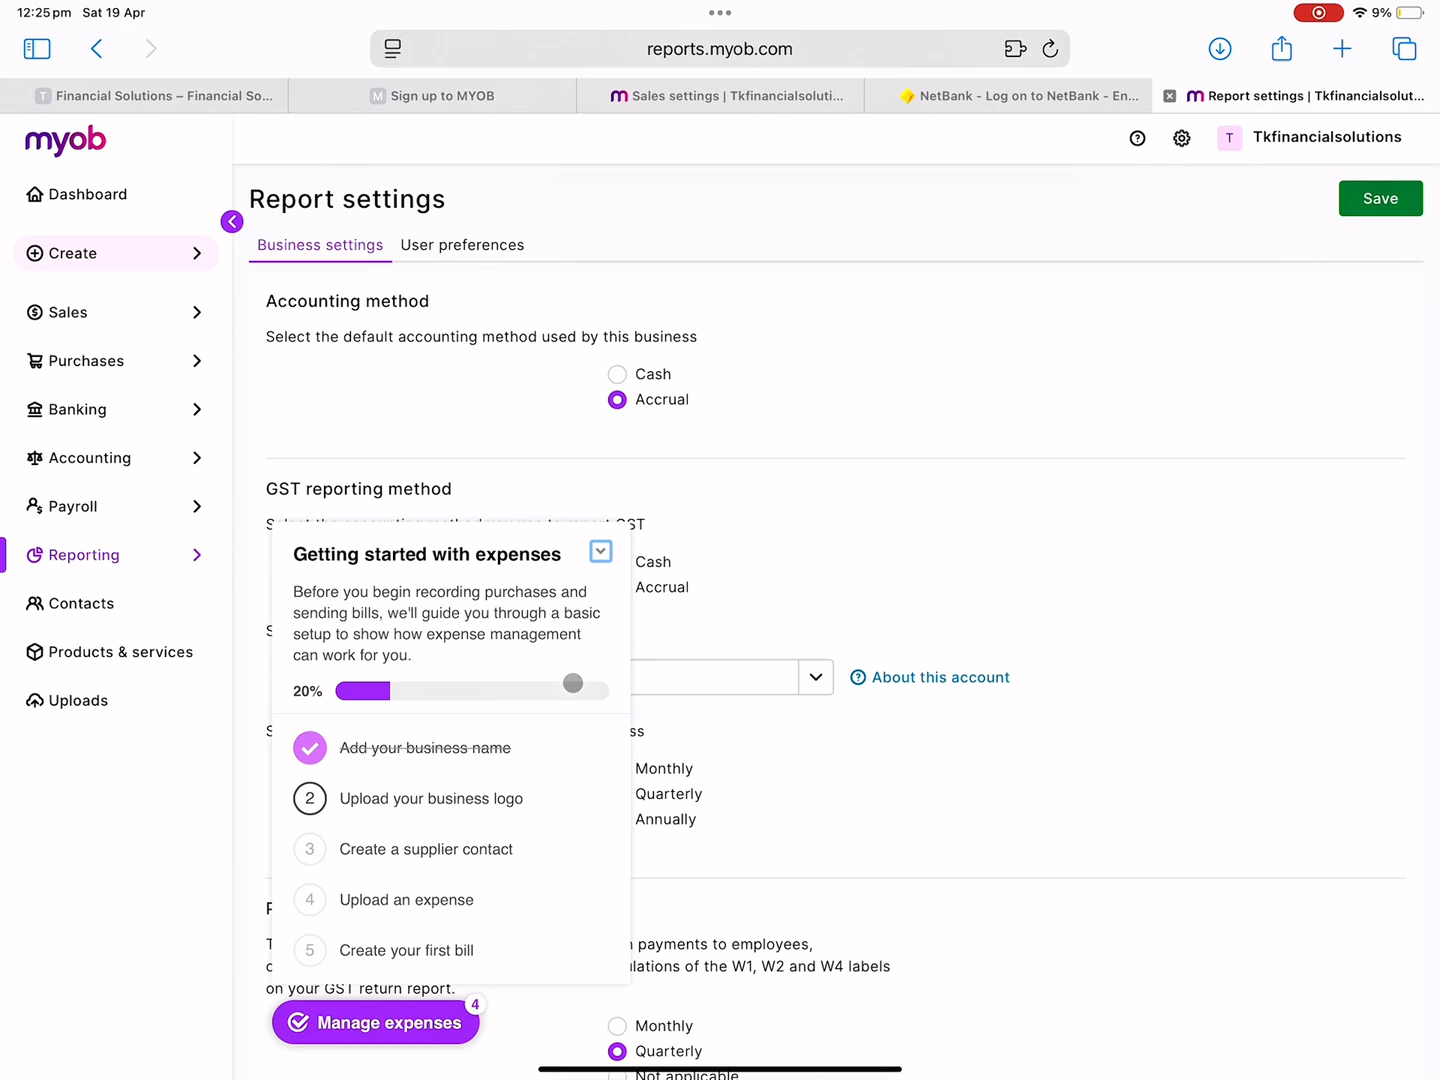 12:25 pm Sat 19 Apr
9%
reports.myob.com
T Financial Solutions – Financial So...
M Sign up to MYOB
Sales settings | Tkfinancialsoluti...
NetBank - Log on to NetBank - En...
Report settings | Tkfinancialsolut...
myob
T Tkfinancialsolutions
Dashboard
Create
Sales
Purchases
Banking
Accounting
Payroll
Reporting
Contacts
Products & services
Uploads
Report settings
Save
Business settings
User preferences
Accounting method
Select the default accounting method used by this business
Cash
Accrual
GST reporting method
GST
Cash
Accrual
About this account
Monthly
Quarterly
Annually
Getting started with expenses
Before you begin recording purchases and
sending bills, we'll guide you through a basic
setup to show how expense management
can work for you.
20%
Add your business name
2 Upload your business logo
3 Create a supplier contact
4 Upload an expense
5 Create your first bill
payments to employees,
of the W1, W2 and W4 labels
on your GST return report.
Manage expenses
4
Monthly
Quarterly
Not applicable